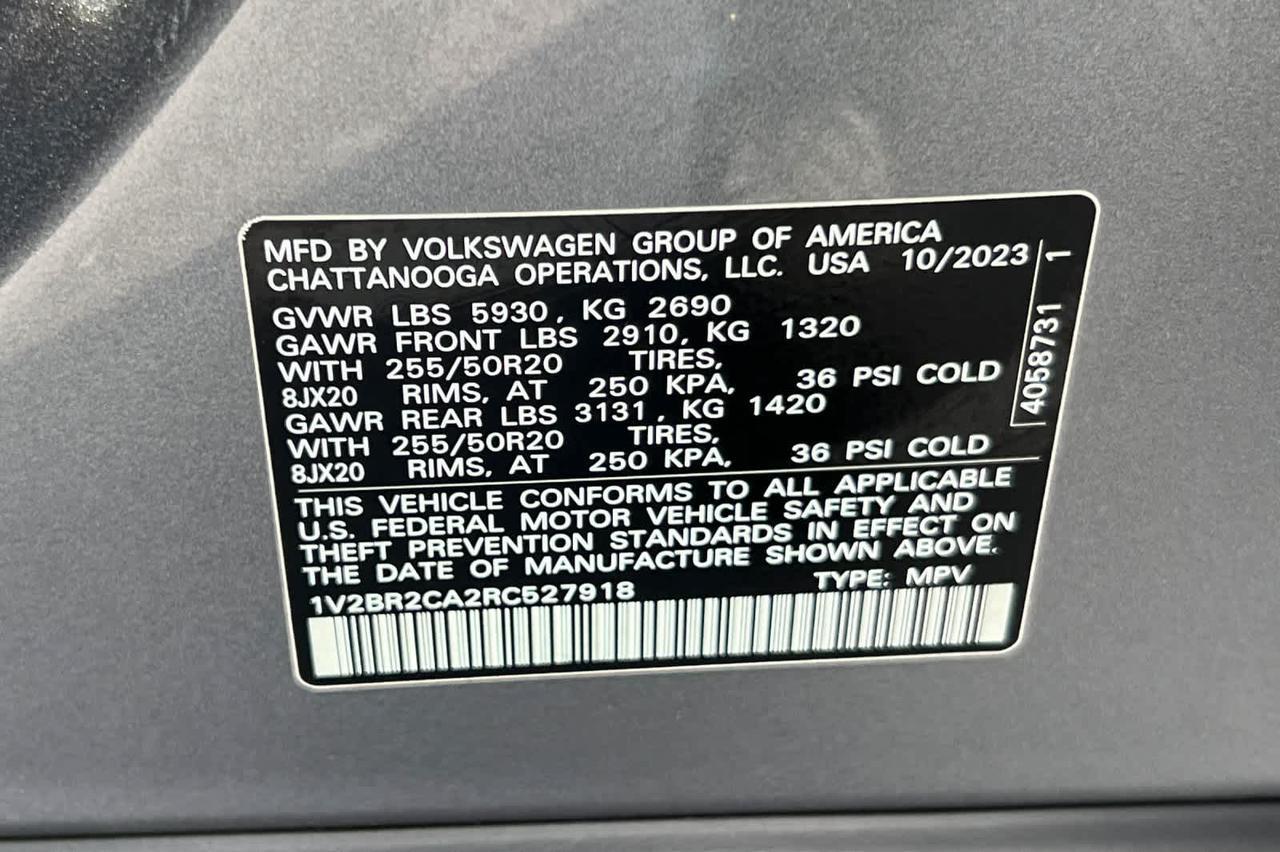 MFD BY VOLKSWAGEN GROUP OF AMERICA
CHATTANOOGA OPERATIONS, LLC. USA 10/2023
GVWR LBS 5930, KG 2690
GAWR FRONT LBS 2910, KG 1320
WITH 255/50R20 TIRES,
8JX20 RIMS, AT 250 KPA, 36 PSI COLD
GAWR REAR LBS 3131, KG 1420
WITH 255/50R20 TIRES,
8JX20 RIMS, AT 250 KPA, 36 PSI COLD
THIS VEHICLE CONFORMS TO ALL APPLICABLE
U.S. FEDERAL MOTOR VEHICLE SAFETY AND
THEFT PREVENTION STANDARDS IN EFFECT ON
THE DATE OF MANUFACTURE SHOWN ABOVE.
1V2BR2CA2RC527918 TYPE: MPV
4058731 1